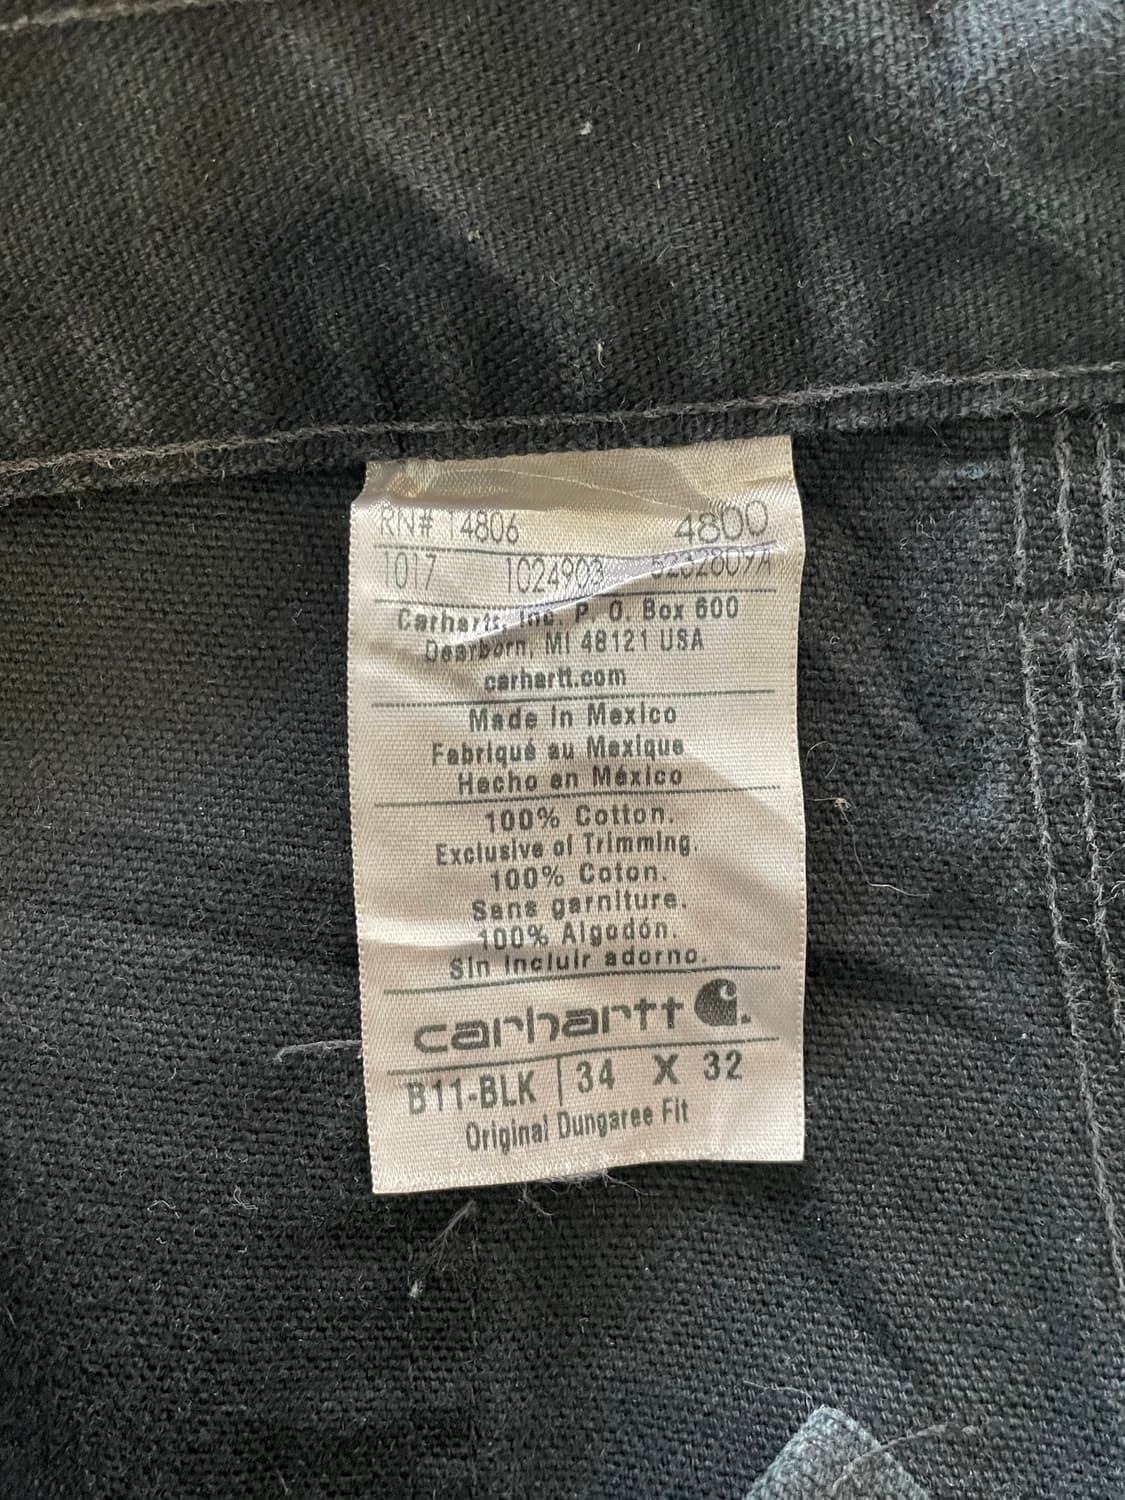 RN# 14806 4800
1017 1024903 5232809A
Carhartt, Inc. P. O. Box 600
Dearborn, MI 48121 USA
carhartt.com
Made in Mexico
Fabriqué au Mexique
Hecho en México
100% Cotton.
Exclusive of Trimming.
100% Coton.
Sans garniture.
100% Algodón.
Sin incluir adorno.
carhartt
B11-BLK 34 X 32
Original Dungaree Fit